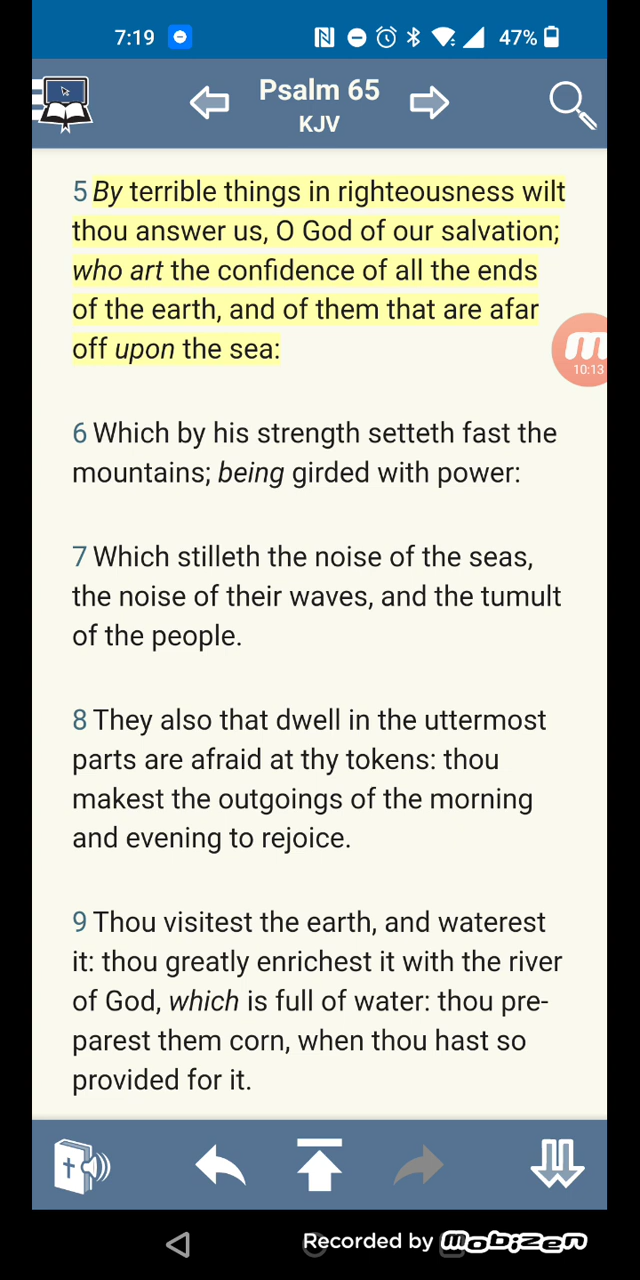 7:19
47%
Psalm 65
KJV
5 By terrible things in righteousness wilt
thou answer us, O God of our salvation;
who art the confidence of all the ends
of the earth, and of them that are afar
off upon the sea:
m
10:13
6 Which by his strength setteth fast the
mountains; being girded with power:
7 Which stilleth the noise of the seas,
the noise of their waves, and the tumult
of the people.
8 They also that dwell in the uttermost
parts are afraid at thy tokens: thou
makest the outgoings of the morning
and evening to rejoice.
9 Thou visitest the earth, and waterest
it: thou greatly enrichest it with the river
of God, which is full of water: thou pre-
parest them corn, when thou hast so
provided for it.
Recorded by mobizen